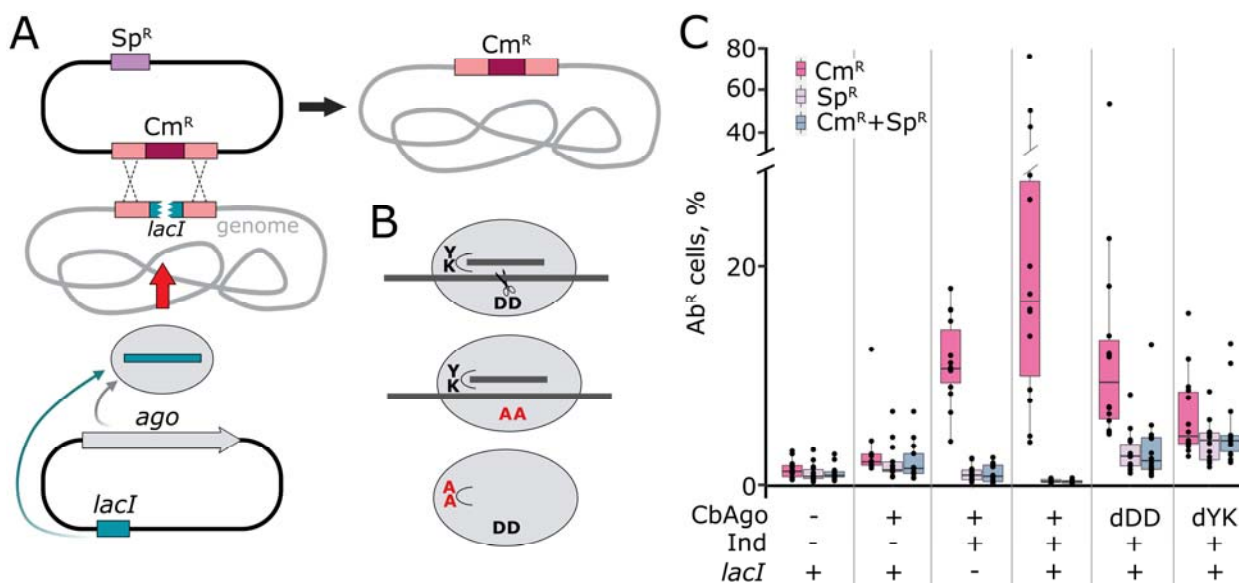 A
Sp^R
Cm^R
lacI
genome
ago
lacI
Cm^R
B
Y
K
DD
Y
K
AA
A
A
DD
C
Ab^R cells, %
80
60
40
20
0
Cm^R
Sp^R
Cm^R+Sp^R
CbAgo - + + + dDD dYK
Ind - - + + + +
lacI + + - + + +